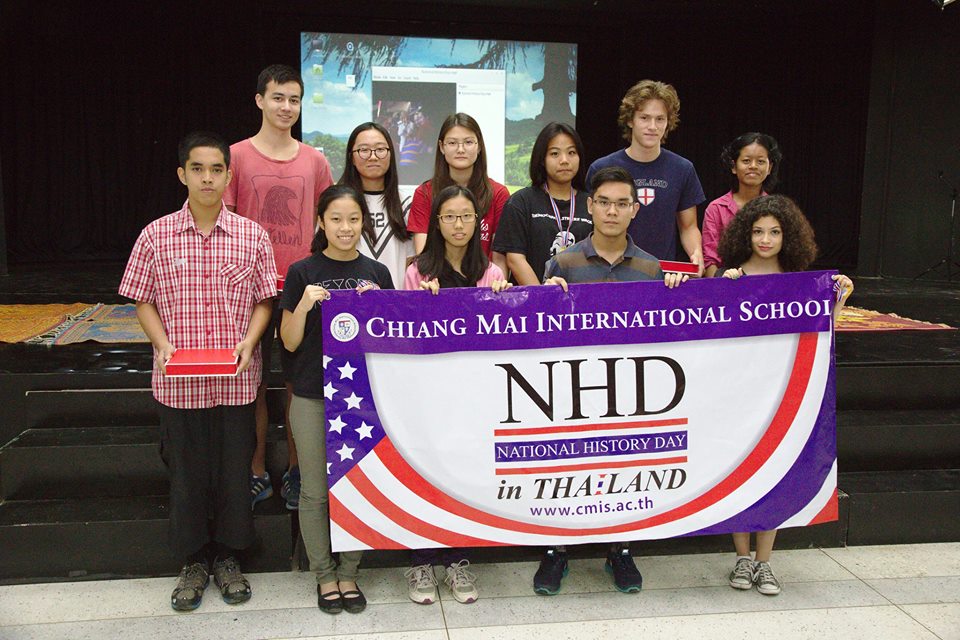 CHIANG MAI INTERNATIONAL SCHOOL
NHD
NATIONAL HISTORY DAY
in THAILAND
www.cmis.ac.th